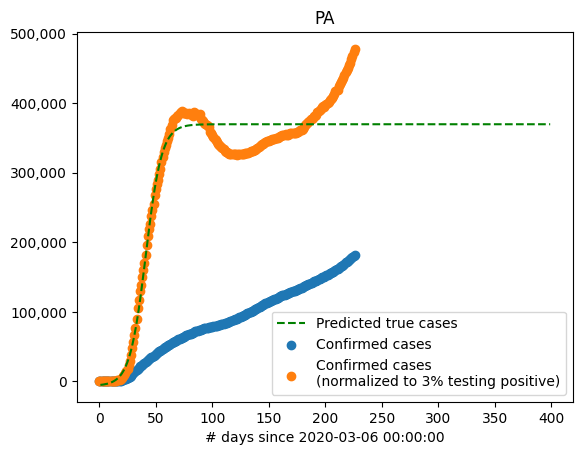 PA
500,000
400,000
300,000
200,000
100,000
0
Predicted true cases
Confirmed cases
Confirmed cases
(normalized to 3% testing positive)
0 50 100 150 200 250 300 350 400
# days since 2020-03-06 00:00:00